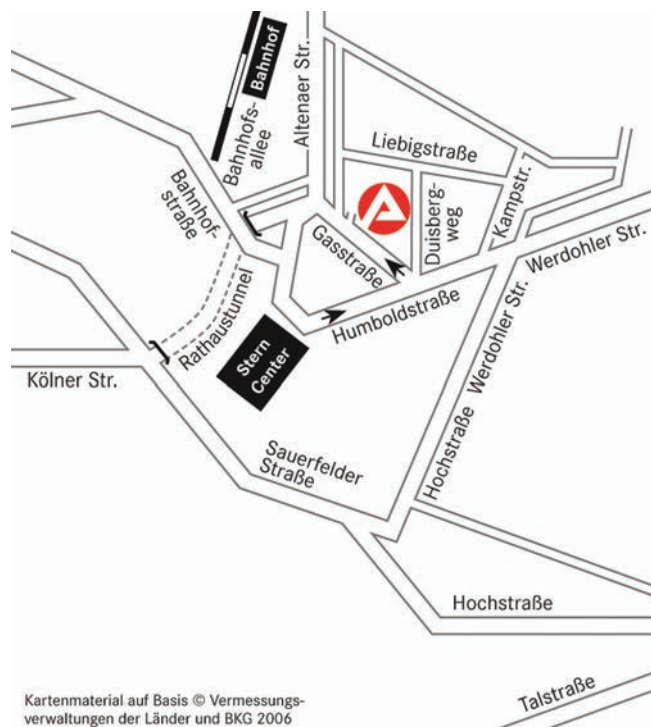 Bahnhof
Bahnhofs-
allee
Altenaer Str.
Liebigstraße
Kampstr.
Duisberg-
weg
Bahnhof-
straße
Gasstraße
Werdohler Str.
Humboldstraße
Rathaustunnel
Stern
Center
Kölner Str.
Werdohler Str.
Hochstraße
Sauerfelder
Straße
Hochstraße
Talstraße
Kartenmaterial auf Basis © Vermessungs-
verwaltungen der Länder und BKG 2006